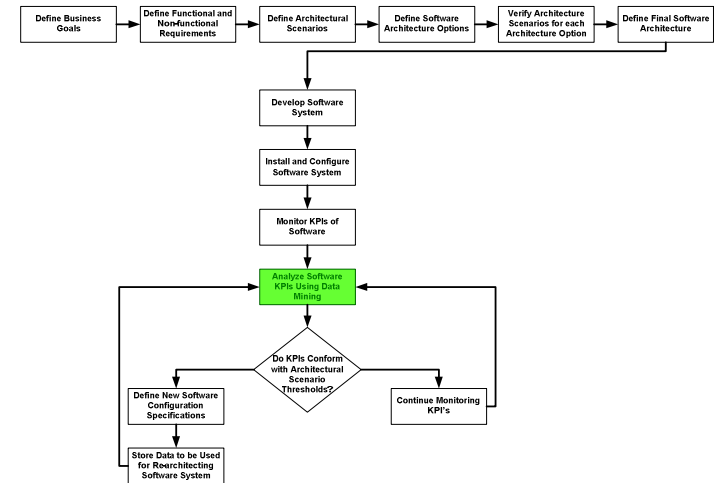 Define Business
Goals
Define Functional and
Non-functional
Requirements
Define Architectural
Scenarios
Define Software
Architecture Options
Verify Architecture
Scenarios for each
Architecture Option
Define Final Software
Architecture
Develop Software
System
Install and Configure
Software System
Monitor KPIs of
Software
Analyze Software
KPIs Using Data
Mining
Do KPIs Conform
with Architectural
Scenario
Thresholds?
Define New Software
Configuration
Specifications
Continue Monitoring
KPI's
Store Data to be Used
for Re-architecting
Software System